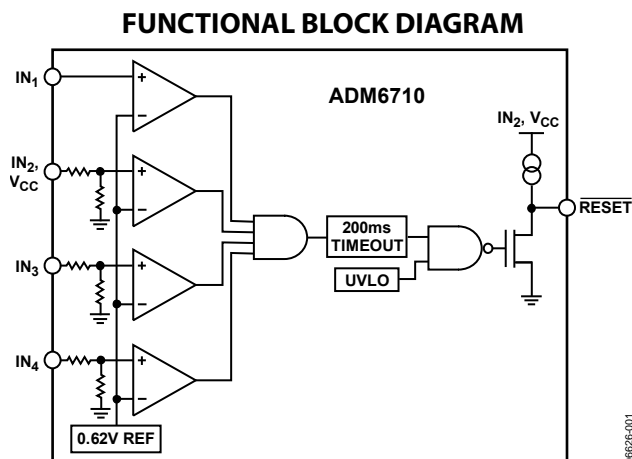 FUNCTIONAL BLOCK DIAGRAM
IN1
ADM6710
IN2, VCC
IN2,
VCC
RESET
200ms
TIMEOUT
IN3
UVLO
IN4
0.62V REF
06626-001
+
−
+
−
+
−
+
−